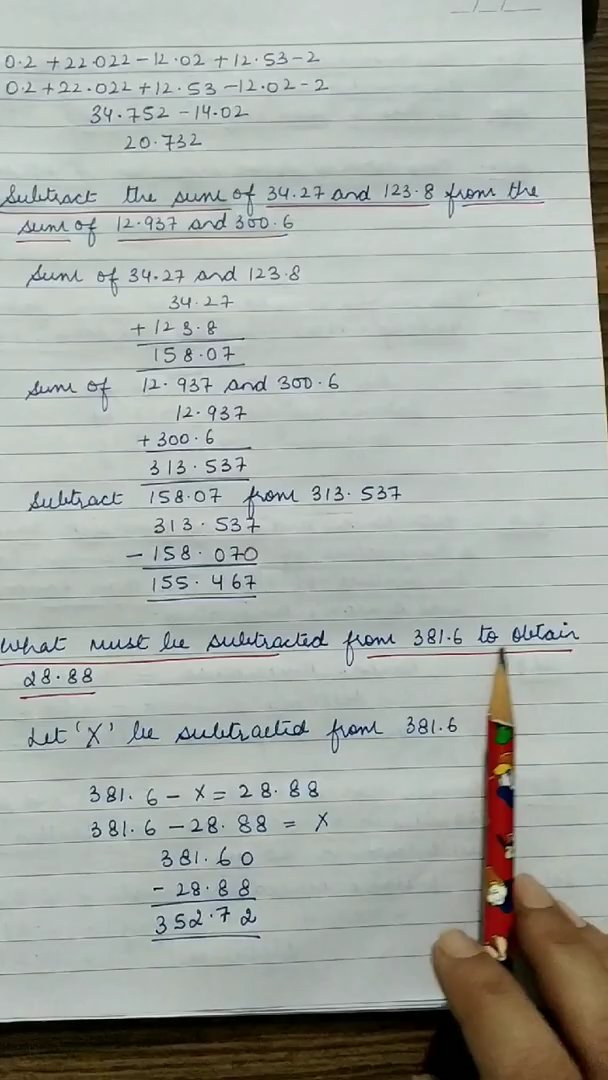 0.2 + 22.022 - 12.02 + 12.53 - 2
0.2 + 22.022 + 12.53 - 12.02 - 2
34.752 - 14.02
20.732
Subtract the sum of 34.27 and 123.8 from the
sum of 12.937 and 300.6
Sum of 34.27 and 123.8
34.27
+ 123.8
158.07
Sum of 12.937 and 300.6
12.937
+ 300.6
313.537
Subtract 158.07 from 313.537
313.537
- 158.070
155.467
What must be subtracted from 381.6 to obtain
28.88
Let 'X' be subtracted from 381.6
381.6 - X = 28.88
381.6 - 28.88 = X
381.60
- 28.88
352.72